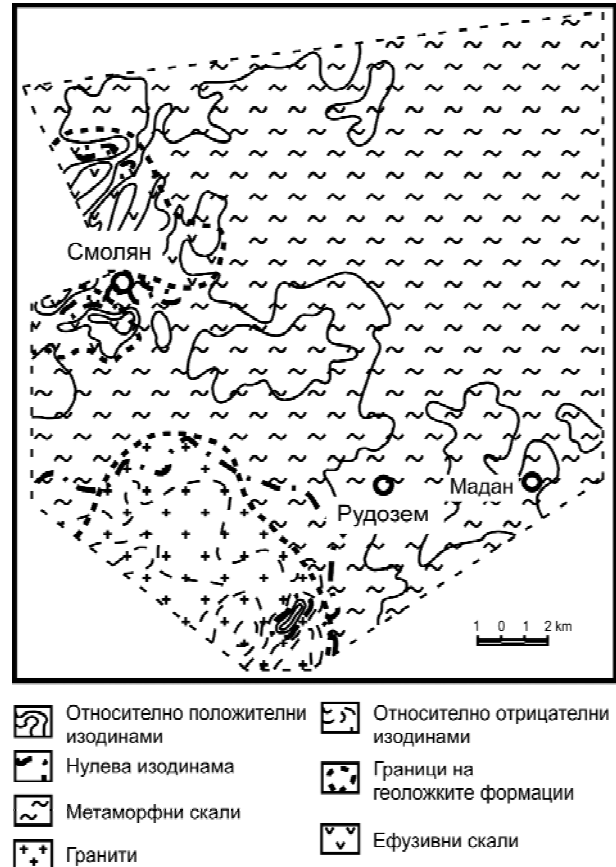 Смолян
Мадан
Рудозем
1 0 1 2 km
Относително положителни
изодинами
Нулева изодинама
Метаморфни скали
Гранити
Относително отрицателни
изодинами
Граници на
геоложките формации
Ефузивни скали